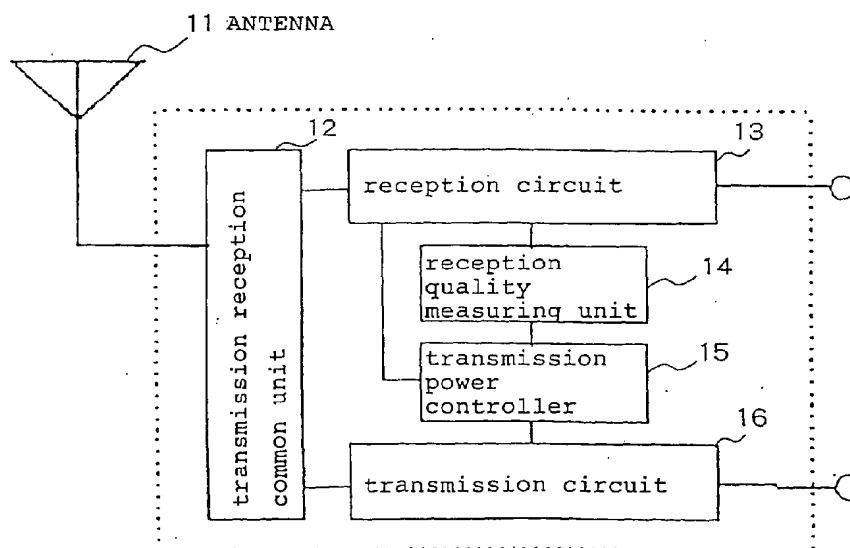 11 ANTENNA
12
13
reception circuit
reception
quality
measuring unit
14
transmission
power
controller
15
16
transmission circuit
transmission reception
common unit